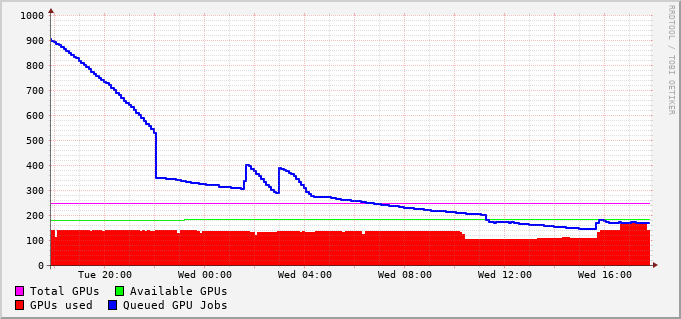 1000
900
800
700
600
500
400
300
200
100
0
Tue 20:00 Wed 00:00 Wed 04:00 Wed 08:00 Wed 12:00 Wed 16:00
Total GPUs Available GPUs
GPUs used Queued GPU Jobs
RRDTOOL / TOBI OETIKER